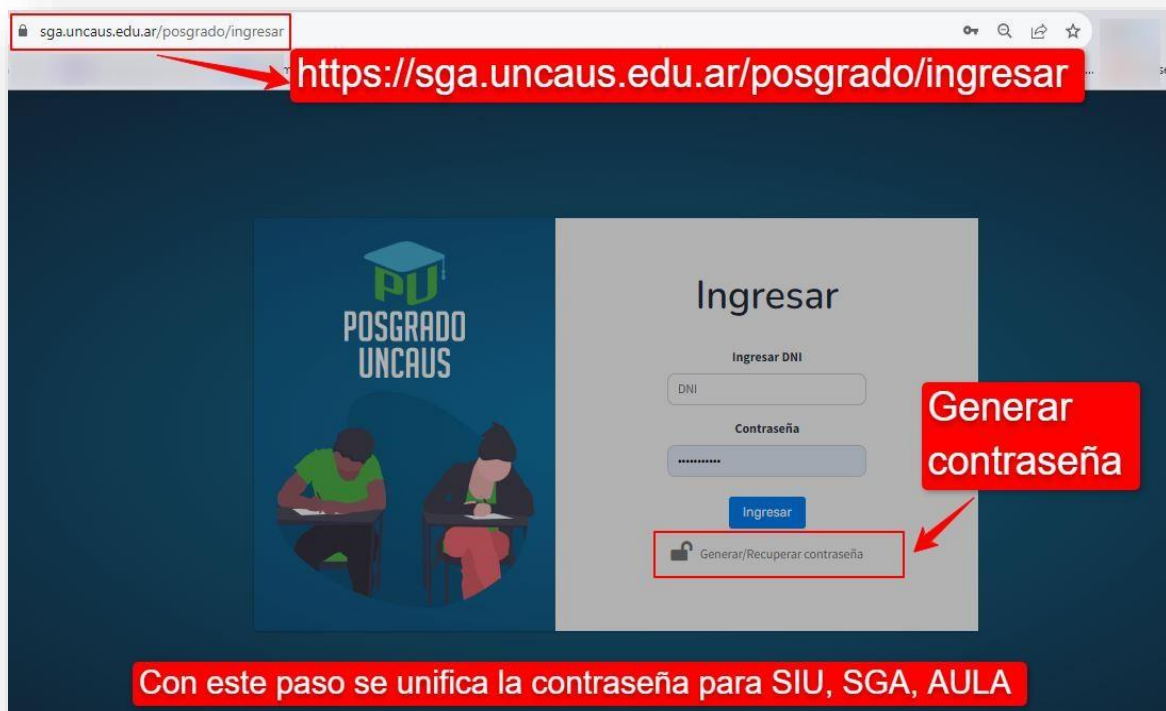 sga.uncaus.edu.ar/posgrado/ingresar
https://sga.uncaus.edu.ar/posgrado/ingresar
PU
POSGRADO
UNCAUS
Ingresar
Ingresar DNI
DNI
Contraseña
•••••••••••
Ingresar
Generar/Recuperar contraseña
Generar
contraseña
Con este paso se unifica la contraseña para SIU, SGA, AULA